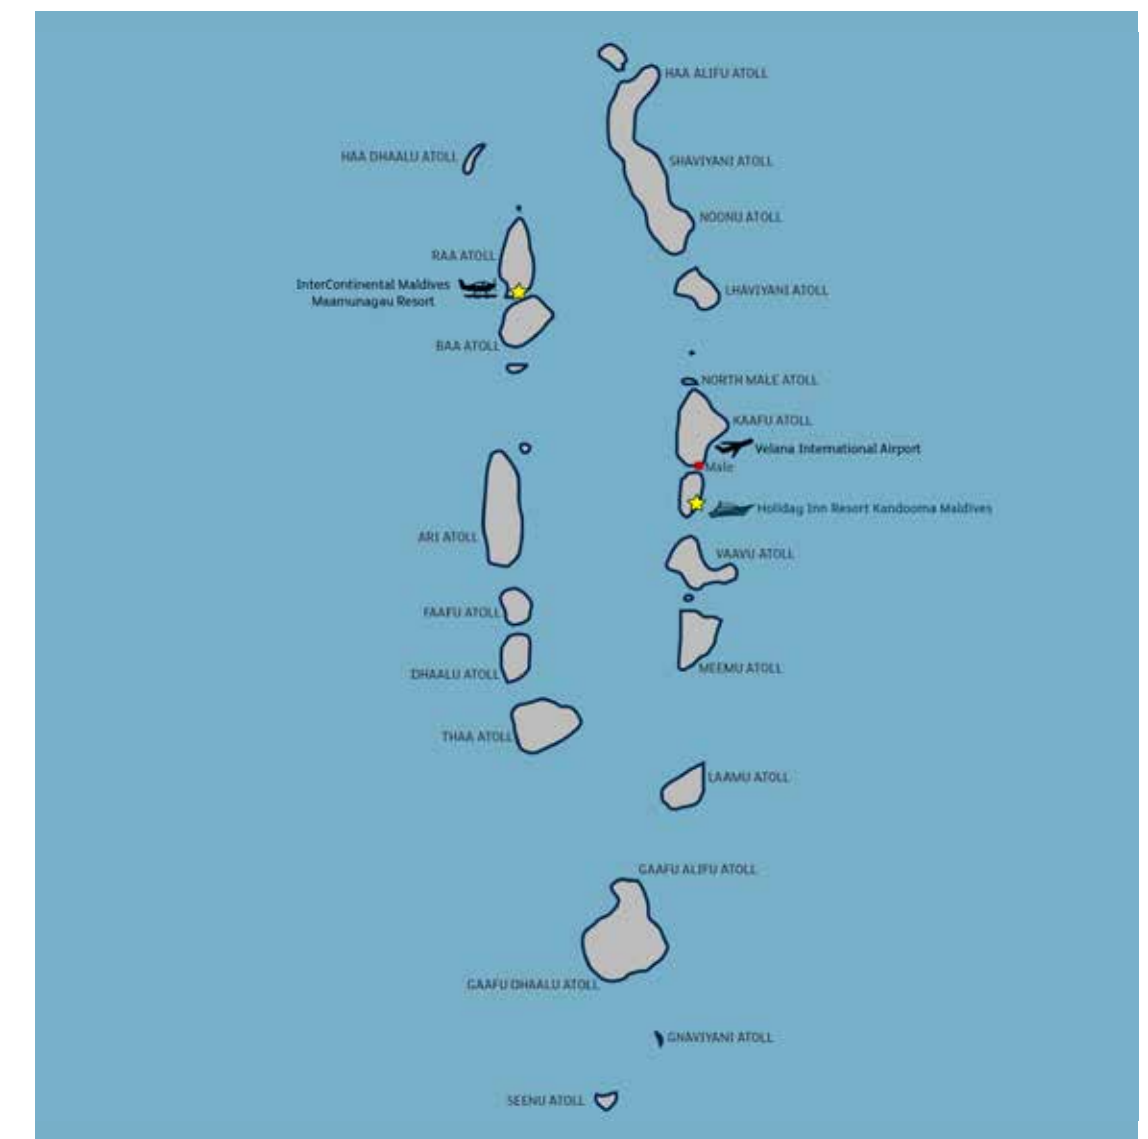 HAA ALIFU ATOLL
HAA DHAALU ATOLL
SHAVIYANI ATOLL
NOONU ATOLL
RAA ATOLL
InterContinental Maldives
Maamunagau Resort
LHAVIYANI ATOLL
BAA ATOLL
NORTH MALE ATOLL
KAAFU ATOLL
Velana International Airport
Male
Holiday Inn Resort Kandooma Maldives
ARI ATOLL
VAAVU ATOLL
FAAFU ATOLL
MEEMU ATOLL
DHAALU ATOLL
THAA ATOLL
LAAMU ATOLL
GAAFU ALIFU ATOLL
GAAFU DHAALU ATOLL
GNAVIYANI ATOLL
SEENU ATOLL